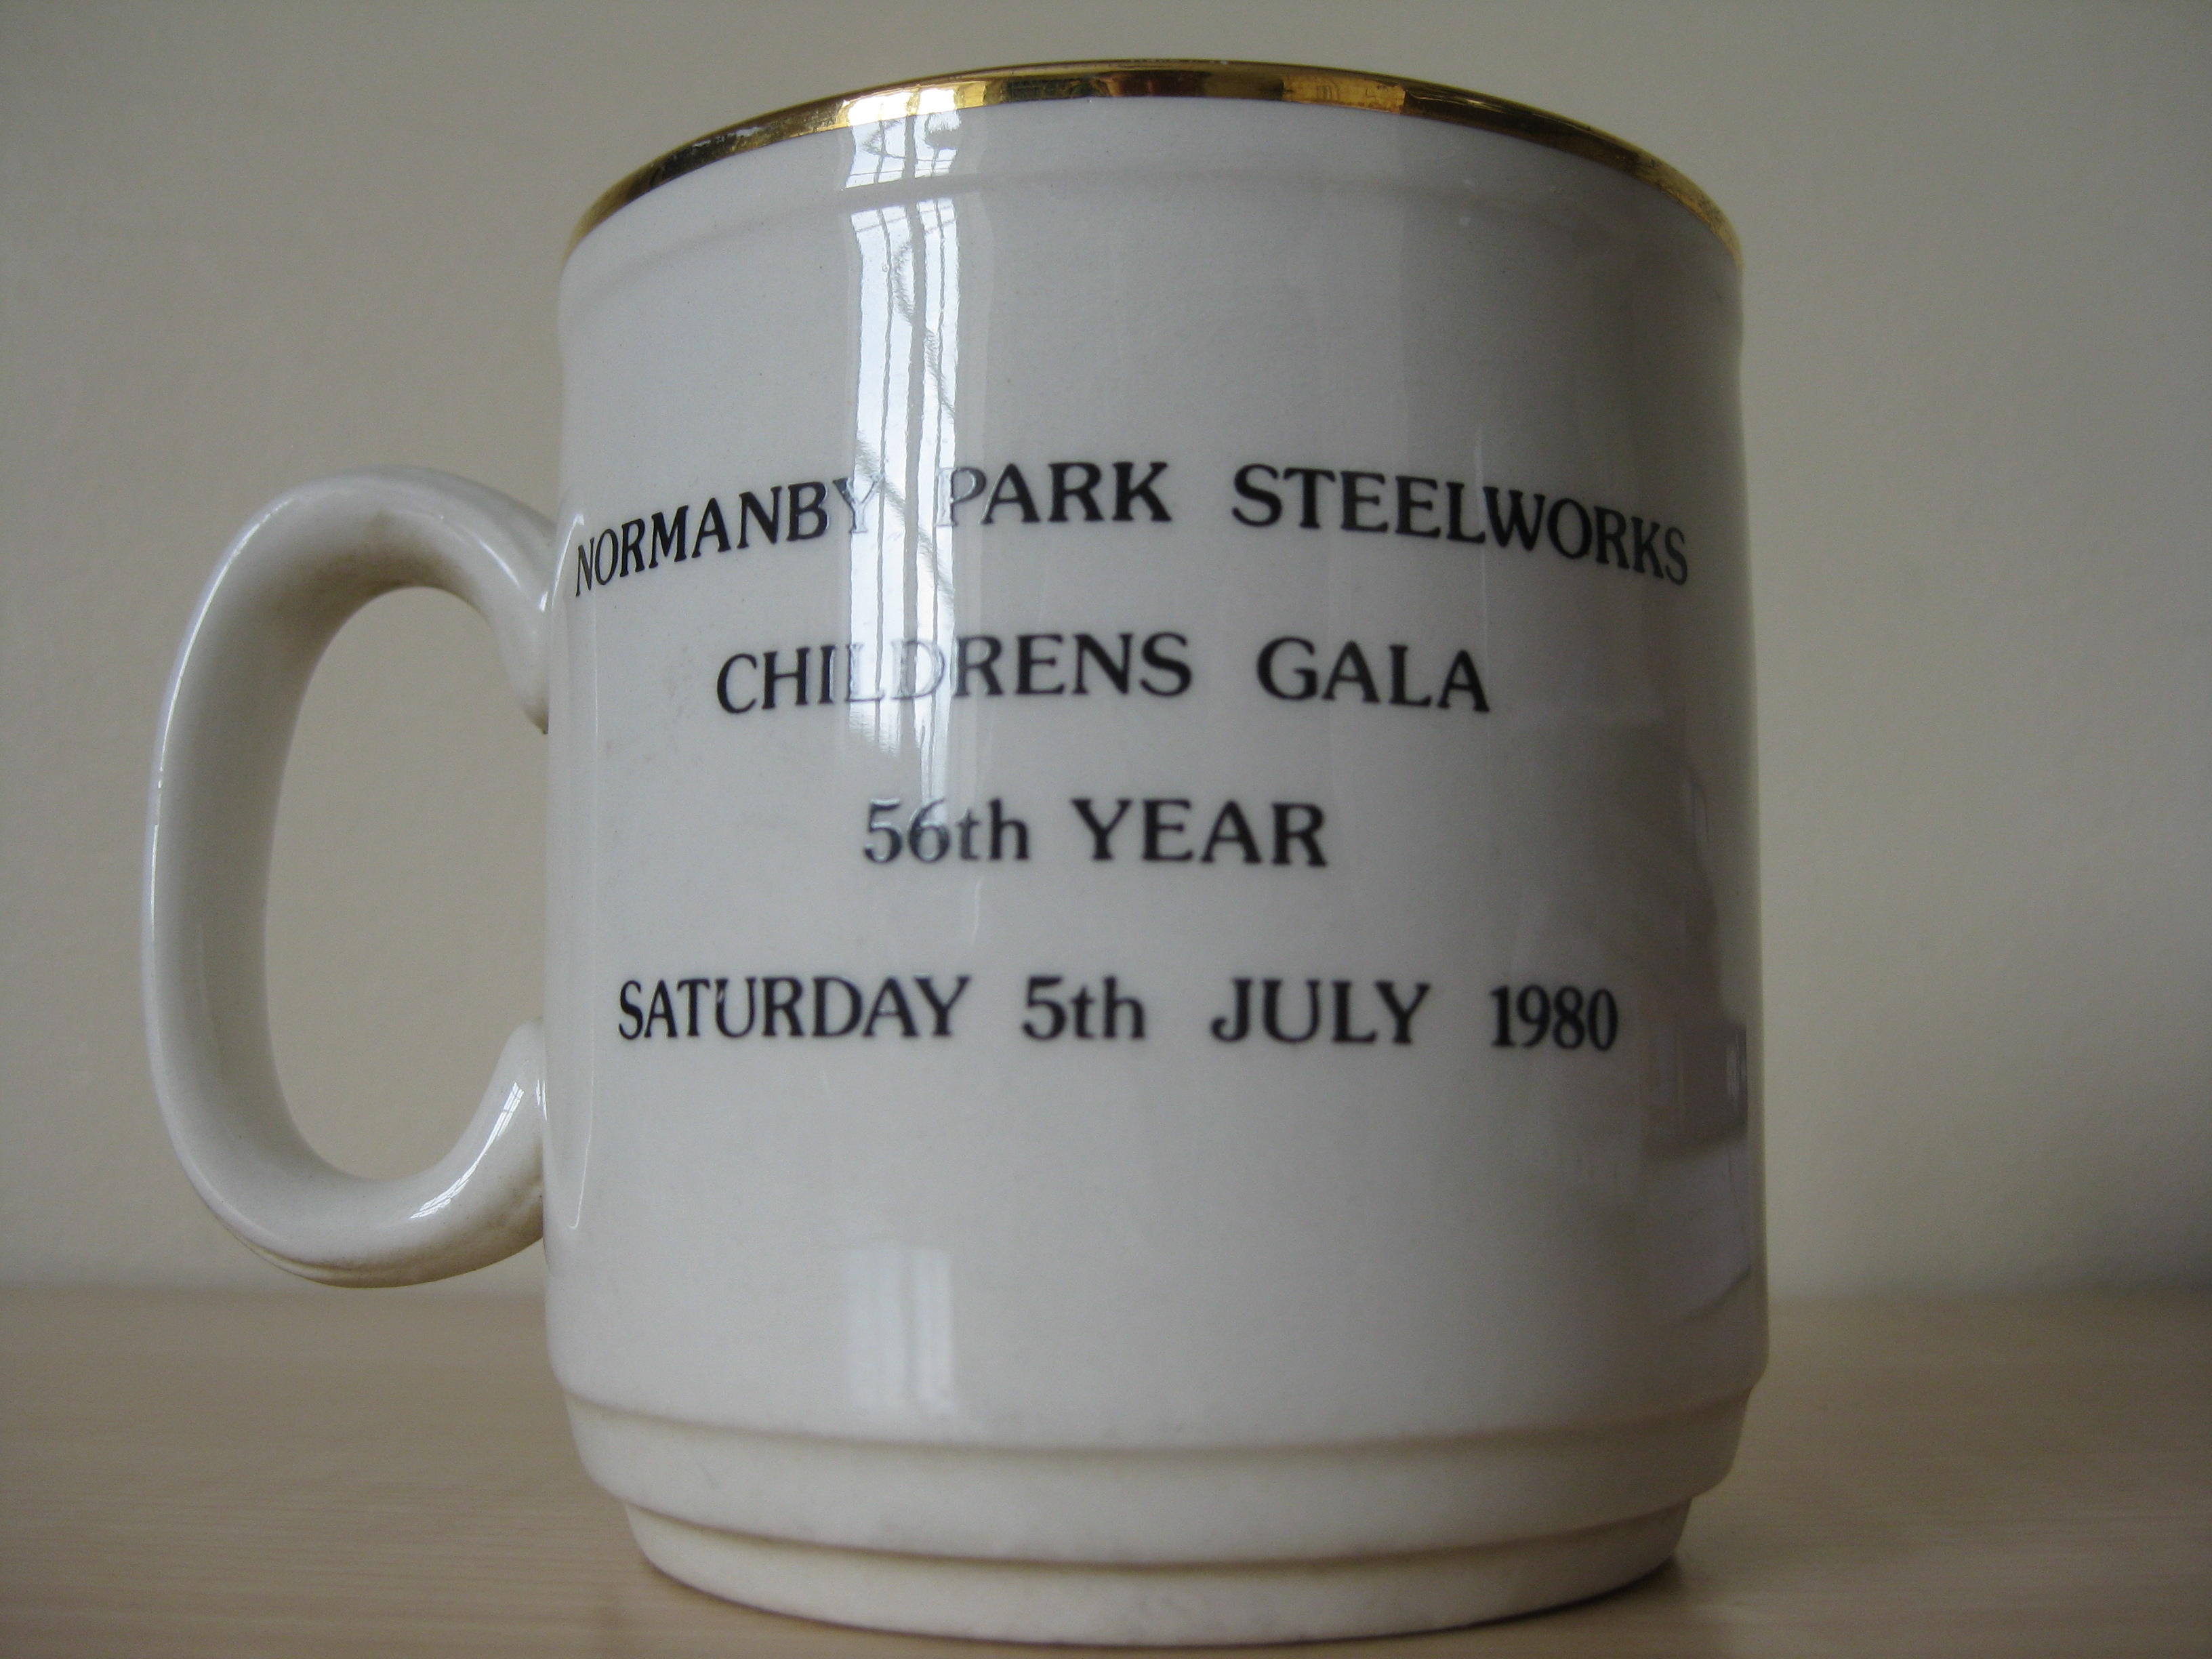 NORMANBY PARK STEELWORKS
CHILDRENS GALA
56th YEAR
SATURDAY 5th JULY 1980